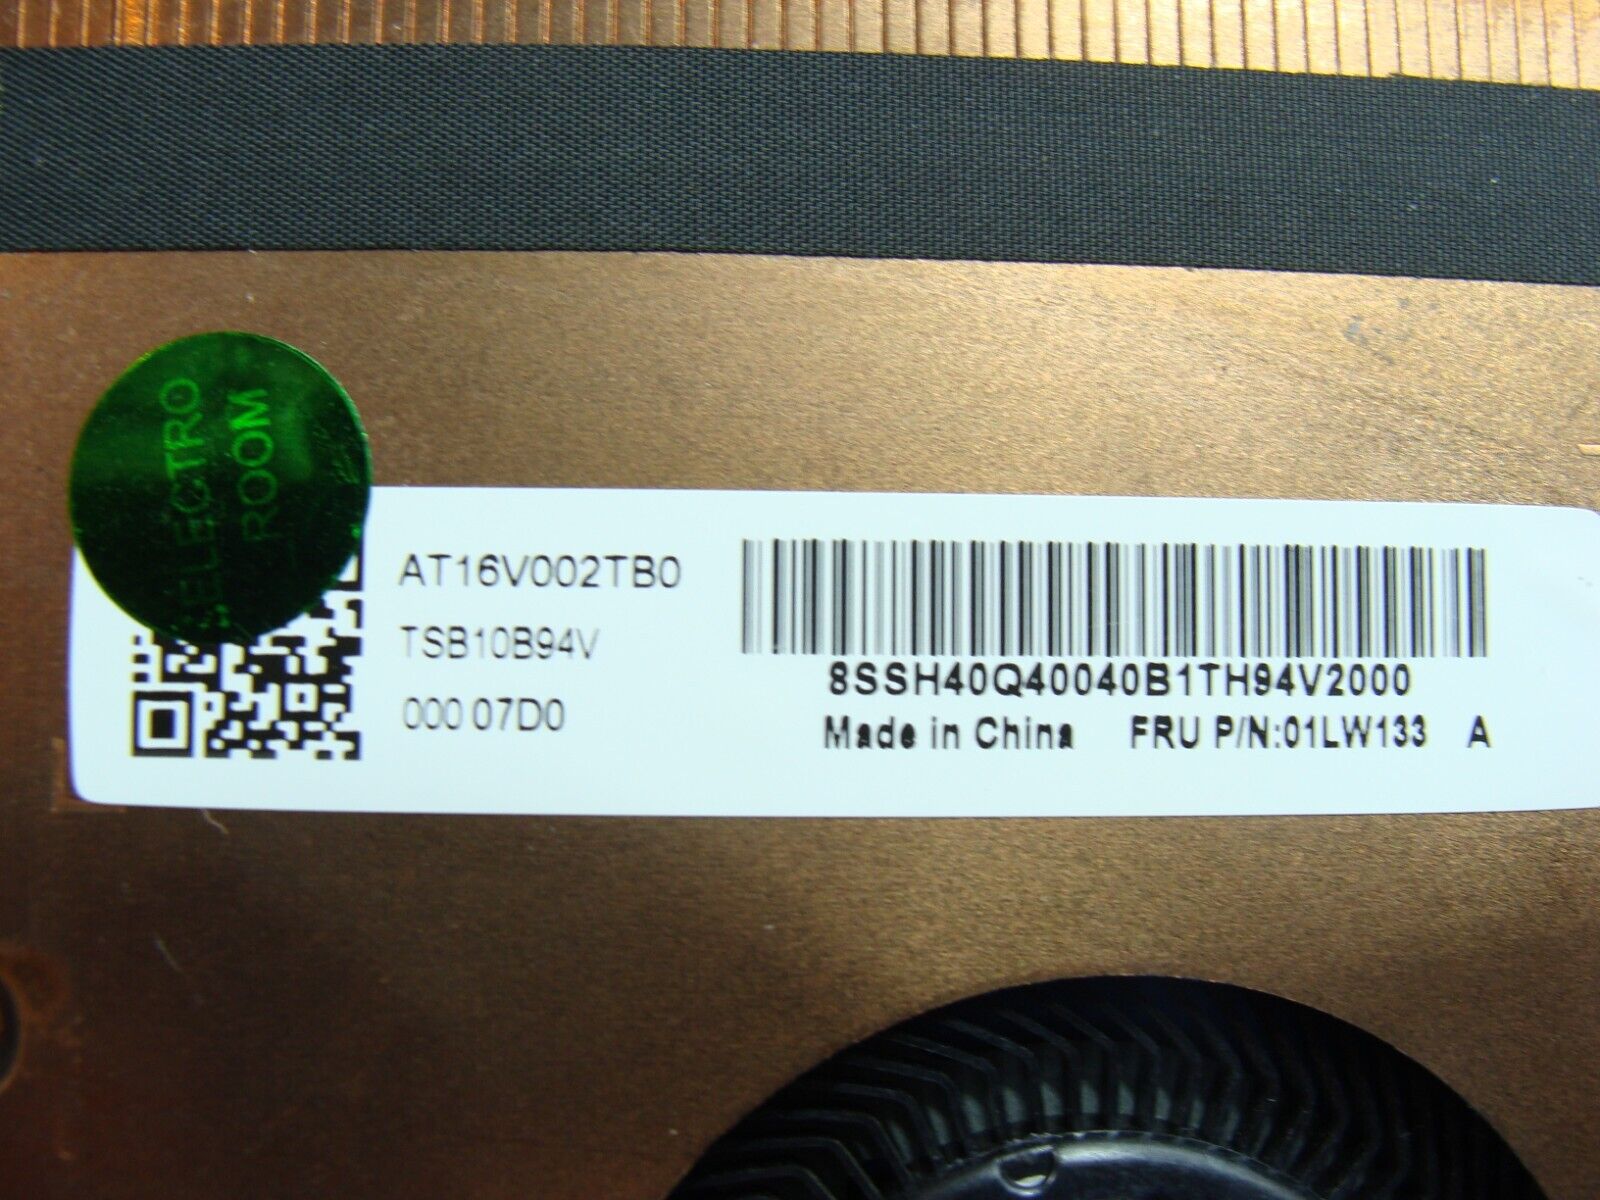 ELECTRO
ROOM
AT16V002TB0
TSB10B94V
000 07D0
8SSH40Q40040B1TH94V2000
Made in China FRU P/N:01LW133 A